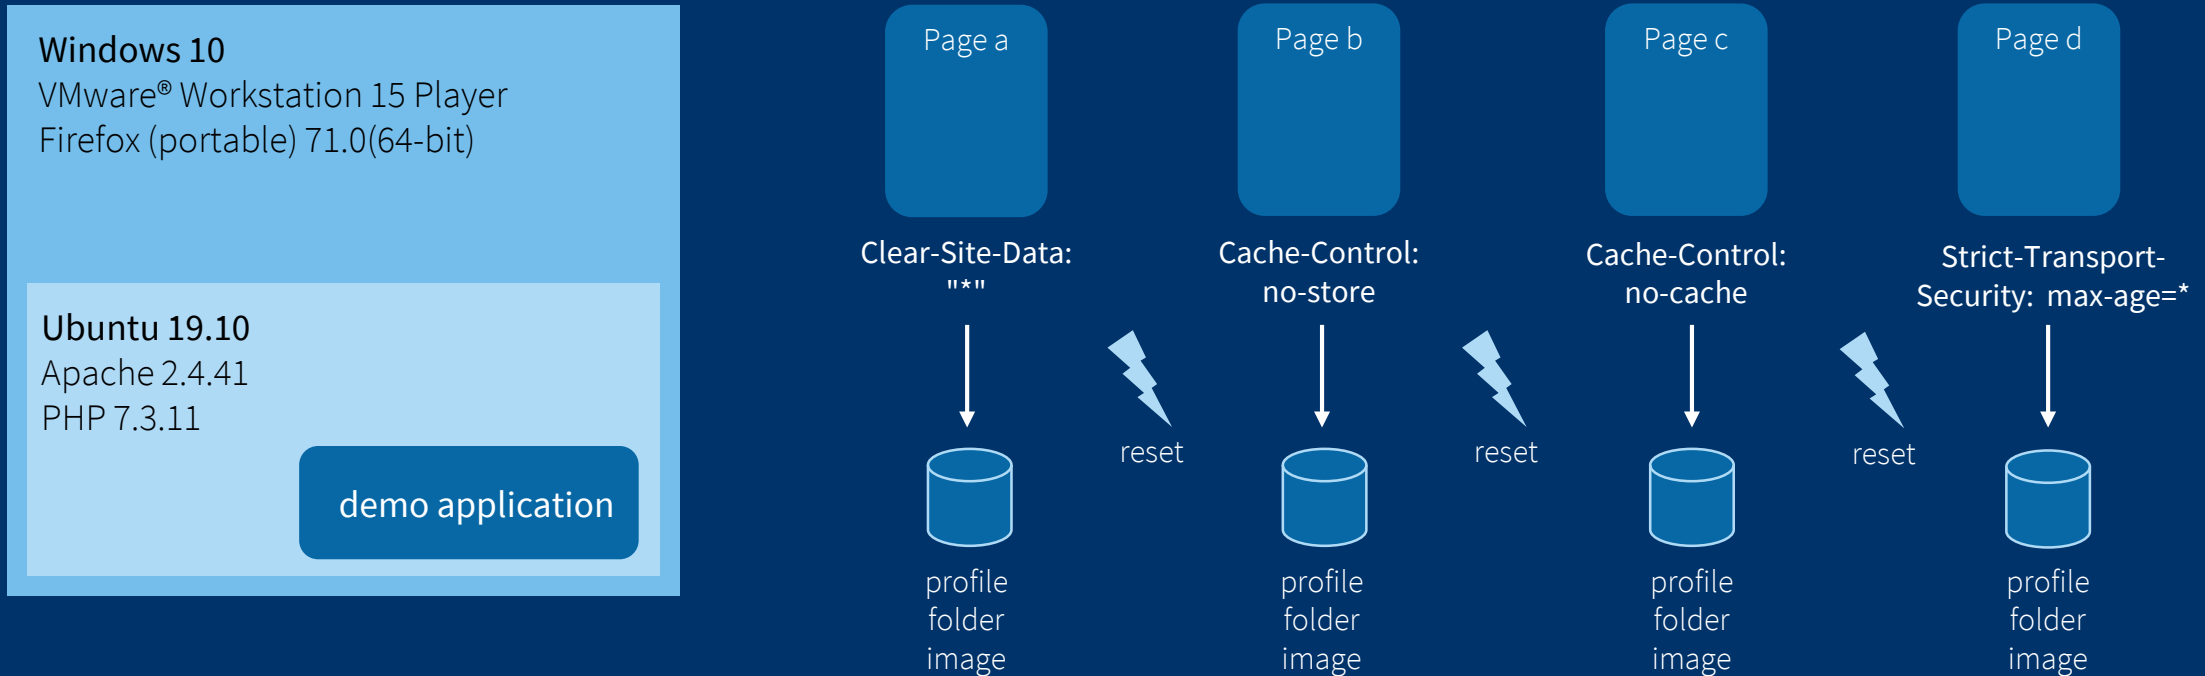 Windows 10
VMware® Workstation 15 Player
Firefox (portable) 71.0(64-bit)
Ubuntu 19.10
Apache 2.4.41
PHP 7.3.11
demo application
Page a
Clear-Site-Data:
"*"
profile
folder
image
reset
Page b
Cache-Control:
no-store
profile
folder
image
reset
Page c
Cache-Control:
no-cache
profile
folder
image
reset
Page d
Strict-Transport-
Security: max-age=*
profile
folder
image